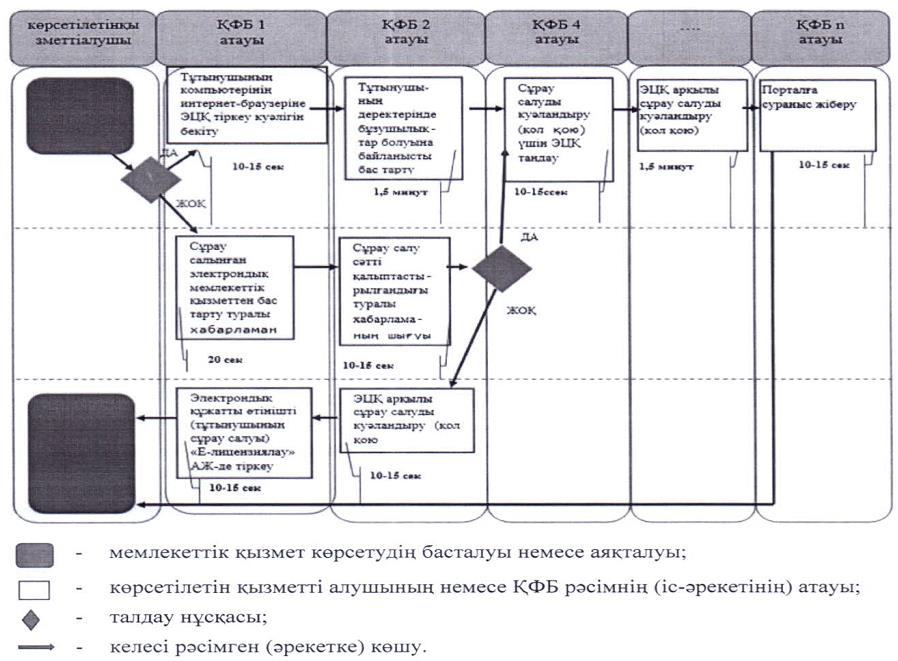 көрсетілетінқы
зметтіалушы
ҚФБ 1
атауы
ҚФБ 2
атауы
ҚФБ 4
атауы
....
ҚФБ n
атауы
Тұтынушының
компьютерінің
интернет-браузеріне
ЭЦҚ тіркеу куәлігін
бекіту
Тұтынушы-
ның
деректерінде
бұзушылық-
тар болуына
байланысты
бас тарту
Сұрау
салуды
куәландыру
(қол қою)
үшін ЭЦҚ
таңдау
ЭЦҚ арқылы
сұрау салуды
куәландыру
(қол қою)
Порталға
сураныс жіберу
ДА
10-15 сек
1,5 минут
10-15ссек
1,5 минут
10-15 сек
ЖОҚ
Сұрау
салынған
электрондық
мемлекеттік
қызметтен бас
тарту туралы
хабарламан
Сұрау салу
сәтті
қалыптасты-
рылғандығы
туралы
хабарлама-
ның шығуы
ДА
ЖОҚ
20 сек
10-15 сек
Электрондық
құжатты өтінішті
(тұтынушының
сұрау салуы)
«Е-лицензиялау»
АЖ-де тіркеу
ЭЦҚ арқылы
сұрау салуды
куәландыру (қол
қою
10-15 сек
10-15 сек
- мемлекеттік қызмет көрсетудің басталуы немесе аяқталуы;
- көрсетілетін қызметті алушының немесе ҚФБ рәсімнің (іс-әрекетінің) атауы;
- талдау нұсқасы;
- келесі рәсімген (әрекетке) көшу.